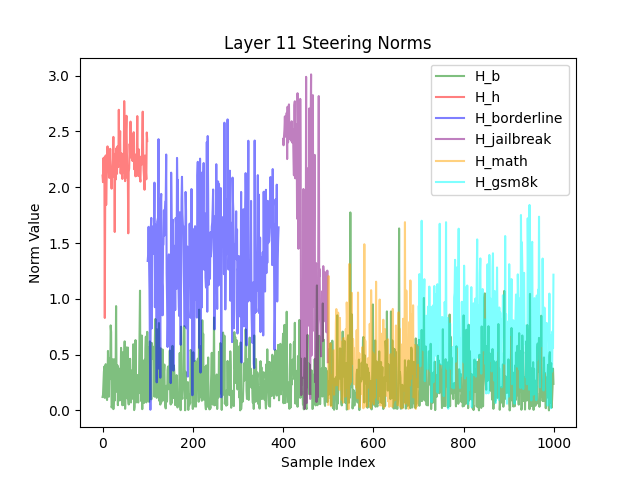 Layer 11 Steering Norms
Norm Value
3.0
2.5
2.0
1.5
1.0
0.5
0.0
H_b
H_h
H_borderline
H_jailbreak
H_math
H_gsm8k
0
200
400
600
800
1000
Sample Index